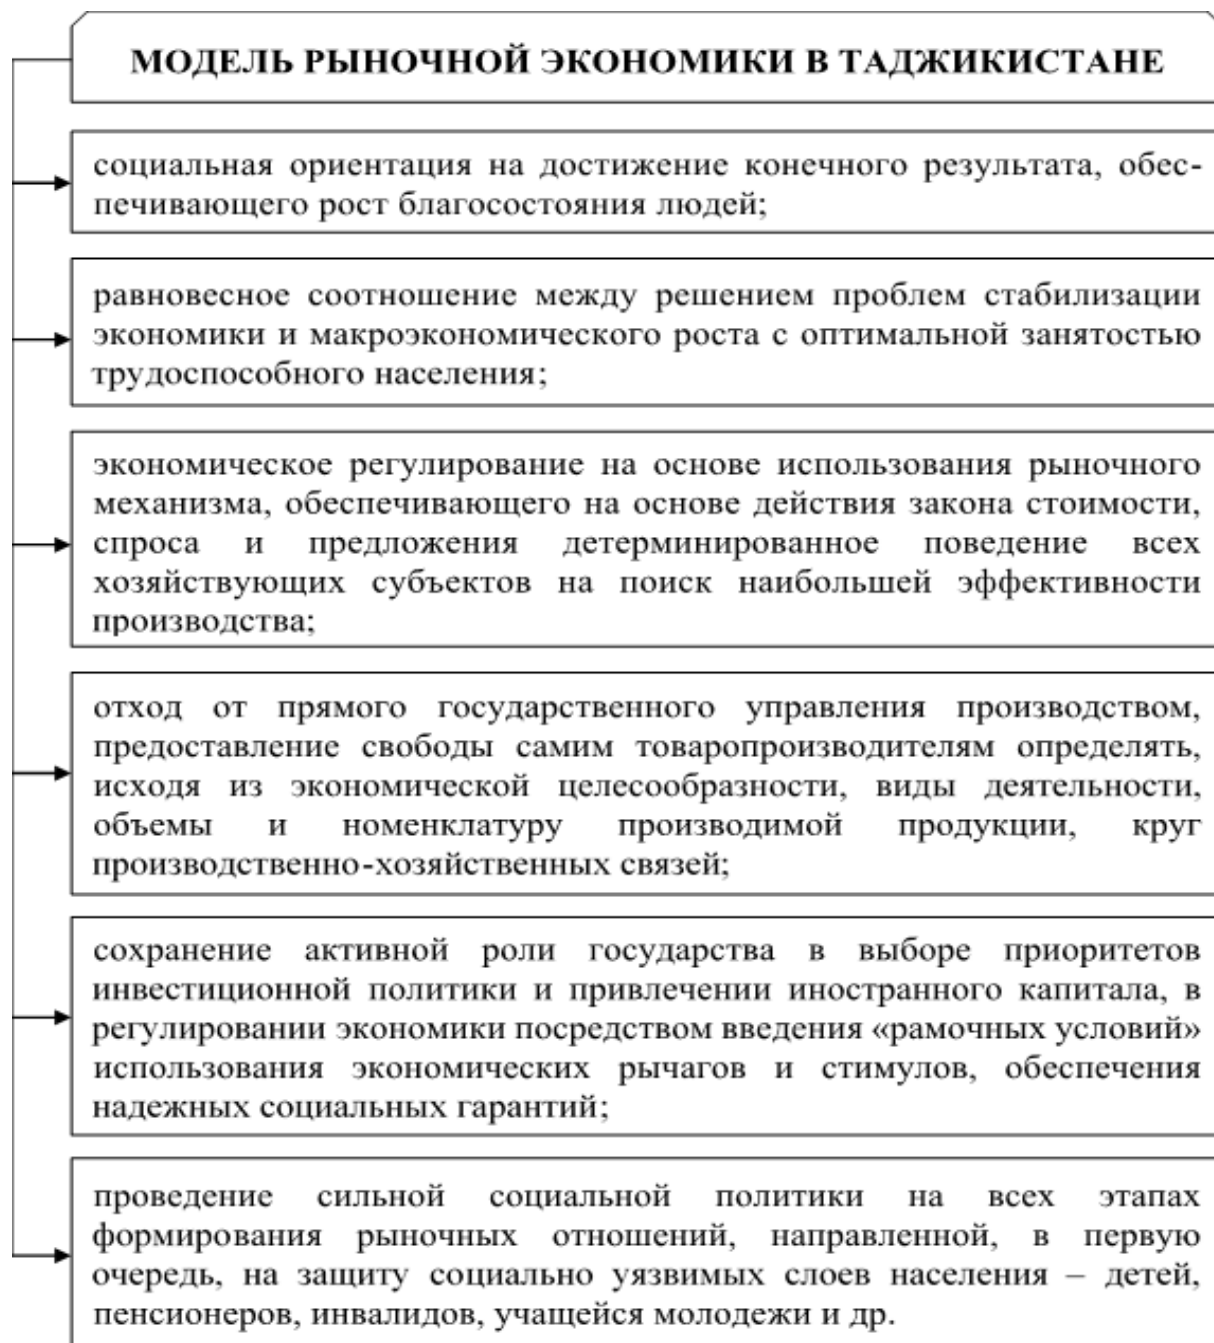 МОДЕЛЬ РЫНОЧНОЙ ЭКОНОМИКИ В ТАДЖИКИСТАНЕ
социальная ориентация на достижение конечного результата, обес-
печивающего рост благосостояния людей;
равновесное соотношение между решением проблем стабилизации
экономики и макроэкономического роста с оптимальной занятостью
трудоспособного населения;
экономическое регулирование на основе использования рыночного
механизма, обеспечивающего на основе действия закона стоимости,
спроса и предложения детерминированное поведение всех
хозяйствующих субъектов на поиск наибольшей эффективности
производства;
отход от прямого государственного управления производством,
предоставление свободы самим товаропроизводителям определять,
исходя из экономической целесообразности, виды деятельности,
объемы и номенклатуру производимой продукции, круг
производственно-хозяйственных связей;
сохранение активной роли государства в выборе приоритетов
инвестиционной политики и привлечении иностранного капитала, в
регулировании экономики посредством введения «рамочных условий»
использования экономических рычагов и стимулов, обеспечения
надежных социальных гарантий;
проведение сильной социальной политики на всех этапах
формирования рыночных отношений, направленной, в первую
очередь, на защиту социально уязвимых слоев населения – детей,
пенсионеров, инвалидов, учащейся молодежи и др.